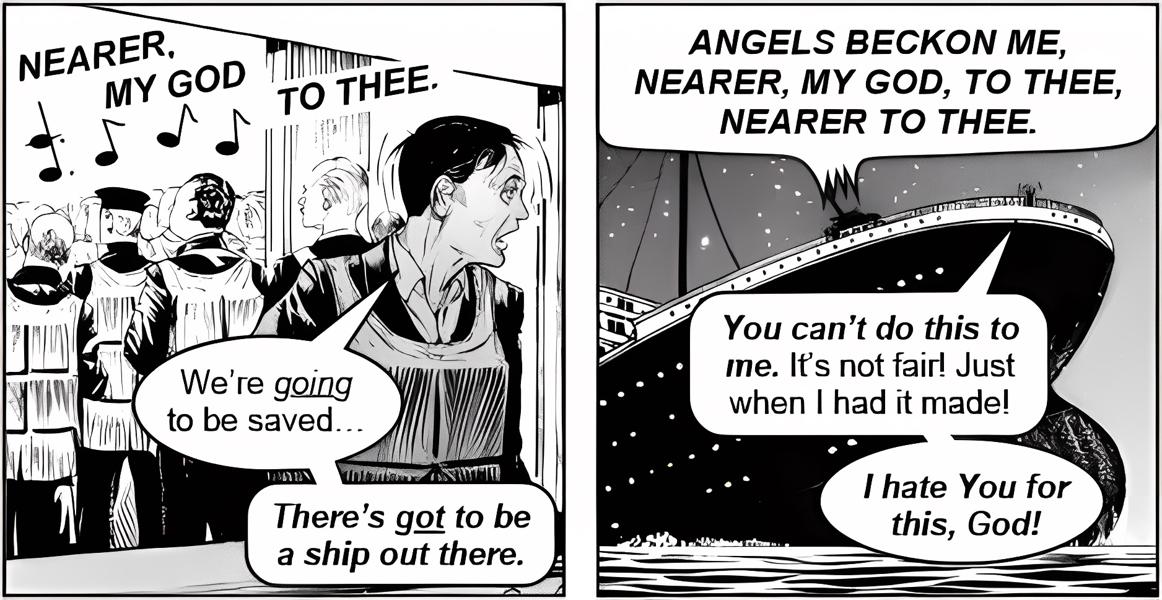 NEARER,
MY GOD
TO THEE.
We're going
to be saved...
There's got to be
a ship out there.
ANGELS BECKON ME,
NEARER, MY GOD, TO THEE,
NEARER TO THEE.
You can't do this to
me. It's not fair! Just
when I had it made!
I hate You for
this, God!